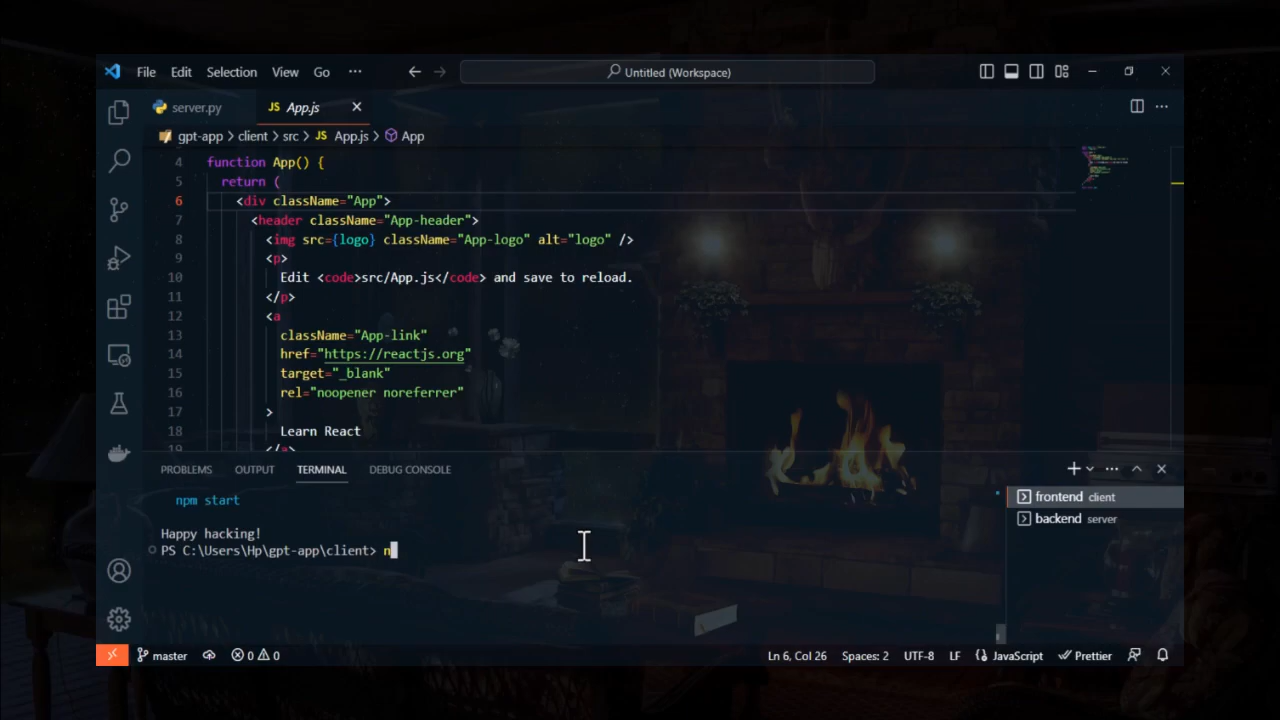 File Edit Selection View Go ··· Untitled (Workspace)
server.py JS App.js
gpt-app > client > src > JS App.js > App
4 function App() {
5 return (
6 <div className="App">
7 <header className="App-header">
8 <img src={logo} className="App-logo" alt="logo" />
9 <p>
10 Edit <code>src/App.js</code> and save to reload.
11 </p>
12 <a
13 className="App-link"
14 href="https://reactjs.org"
15 target="_blank"
16 rel="noopener noreferrer"
17 >
18 Learn React
19 </a>
PROBLEMS OUTPUT TERMINAL DEBUG CONSOLE
npm start
Happy hacking!
PS C:\Users\Hp\gpt-app\client> n
frontend client
backend server
master 0 0 Ln 6, Col 26 Spaces: 2 UTF-8 LF JavaScript Prettier